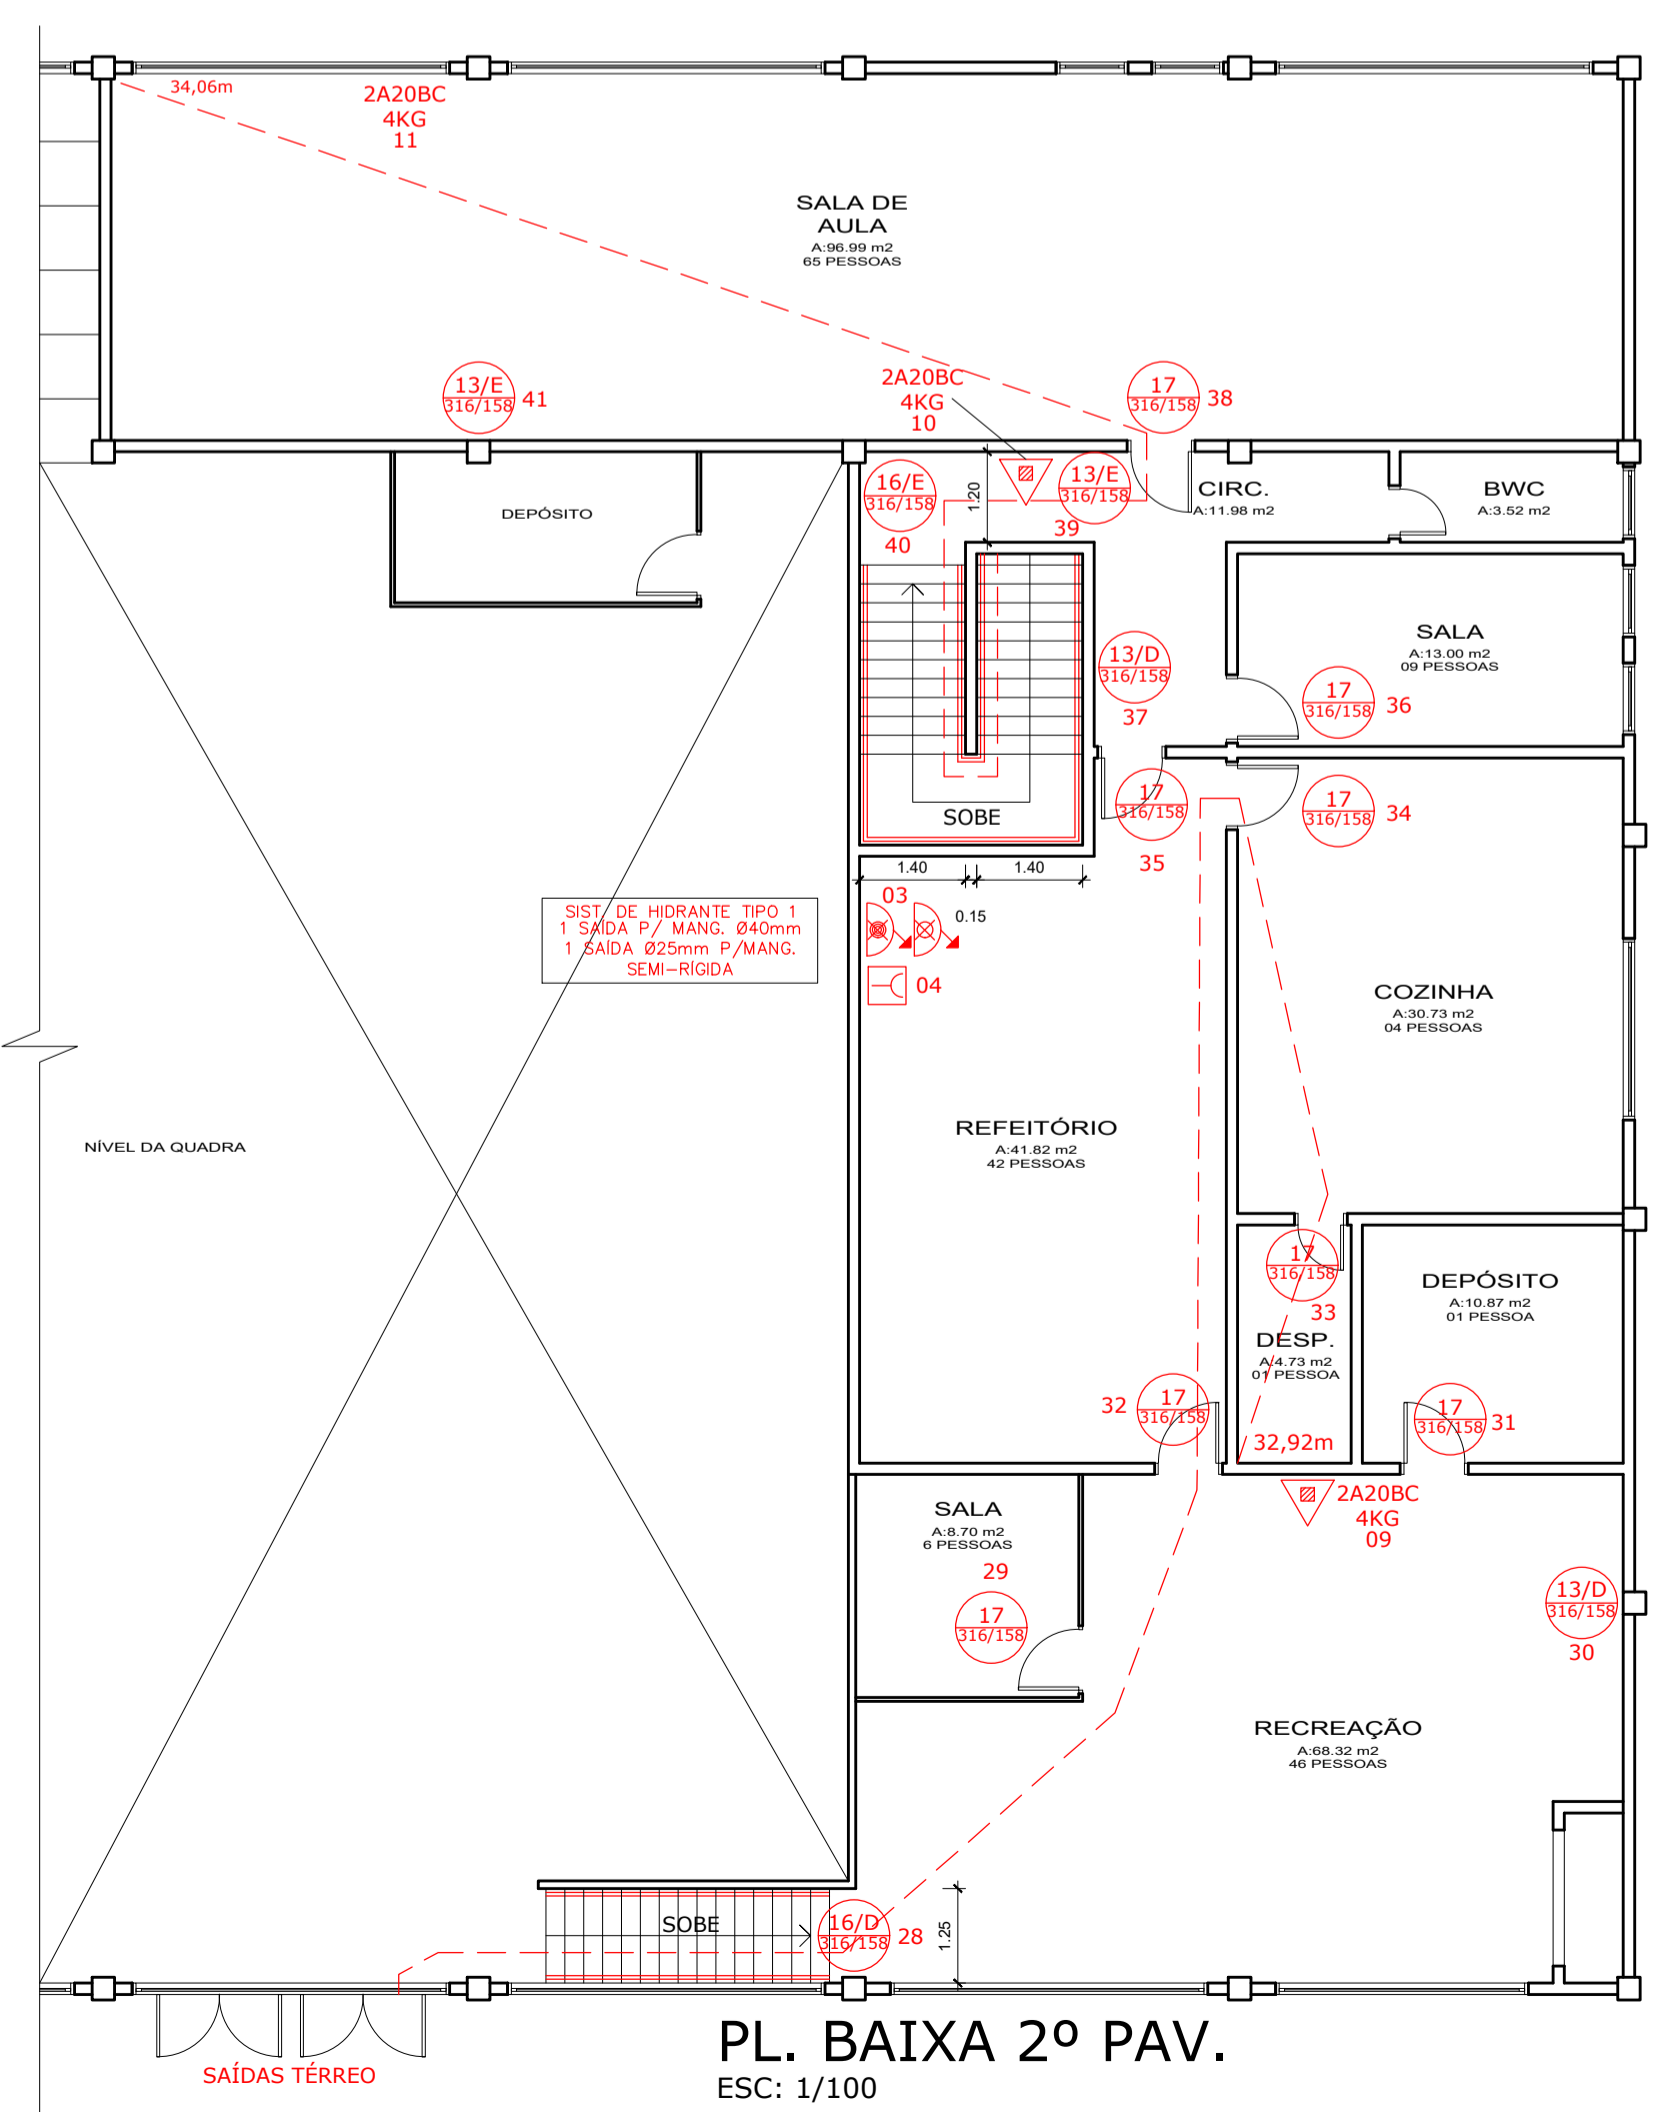 34,06m
2A20BC
4KG
11
SALA DE
AULA
A:96.99 m2
65 PESSOAS
13/E
316/158
41
2A20BC
4KG
10
17
316/158
38
DEPÓSITO
16/E
316/158
40
1.20
13/E
316/158
39
CIRC.
A:11.98 m2
BWC
A:3.52 m2
SALA
A:13.00 m2
09 PESSOAS
13/D
316/158
37
17
316/158
36
SOBE
17
316/158
35
17
316/158
34
1.40
1.40
03
0.15
04
SIST. DE HIDRANTE TIPO 1
1 SAÍDA P/ MANG. Ø40mm
1 SAÍDA Ø25mm P/MANG.
SEMI-RÍGIDA
COZINHA
A:30.73 m2
04 PESSOAS
NÍVEL DA QUADRA
REFEITÓRIO
A:41.82 m2
42 PESSOAS
17
316/158
33
DEPÓSITO
A:10.87 m2
01 PESSOA
DESP.
A:4.73 m2
01 PESSOA
32
17
316/158
17
316/158
31
32,92m
2A20BC
4KG
09
SALA
A:8.70 m2
6 PESSOAS
29
17
316/158
13/D
316/158
30
RECREAÇÃO
A:68.32 m2
46 PESSOAS
SOBE
16/D
316/158
28
1.25
SAÍDAS TÉRREO
PL. BAIXA 2º PAV.
ESC: 1/100